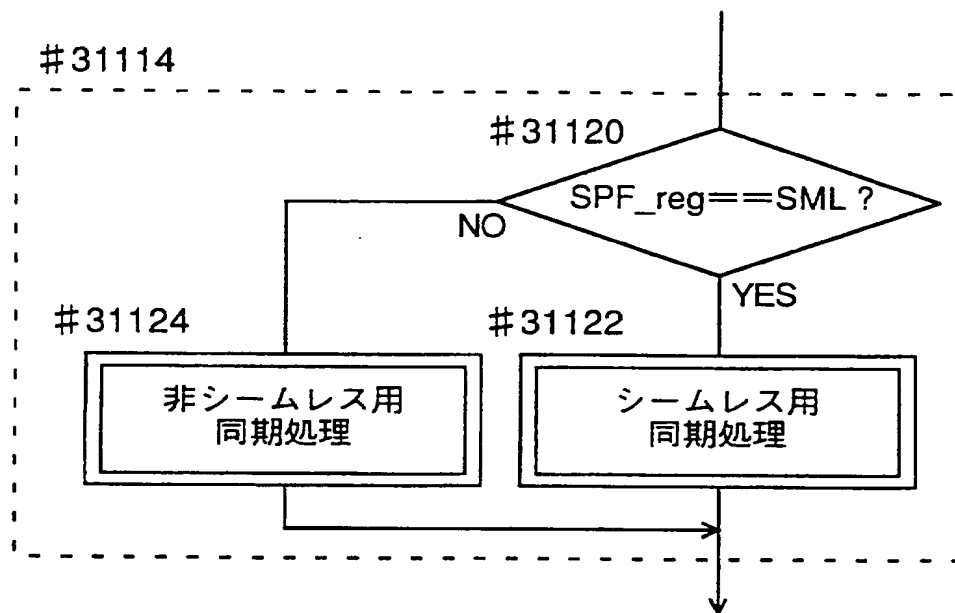 #31114
#31120
SPF_reg==SML ?
NO
YES
#31124
#31122
非シームレス用
同期処理
シームレス用
同期処理